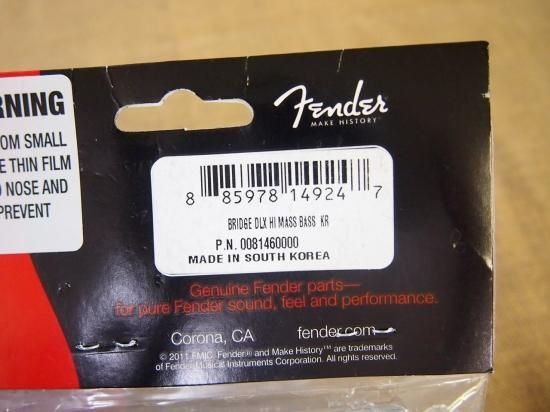 RNING
OM SMALL
E THIN FILM
NOSE AND
PREVENT
Fender
MAKE HISTORY™
8 85978 14924 7
BRIDGE DLX HI MASS BASS KR
P.N. 0081460000
MADE IN SOUTH KOREA
Genuine Fender parts—
for pure Fender sound, feel and performance.
Corona, CA fender.com
© 2011 FMIC. Fender® and Make History™ are trademarks
of Fender Musical Instruments Corporation. All rights reserved.